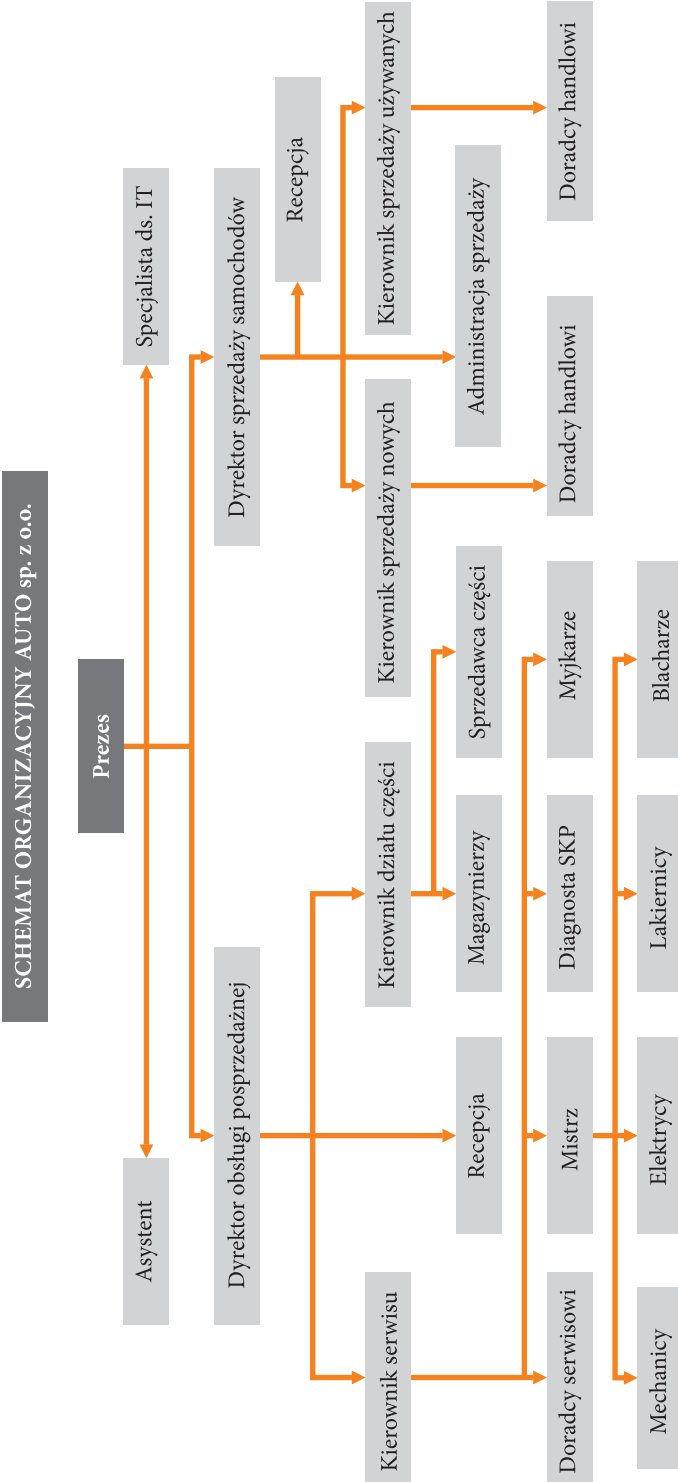 SCHEMAT ORGANIZACYJNY AUTO sp. z o.o.
Prezes
Asystent
Specjalista ds. IT
Dyrektor obsługi posprzedażnej
Dyrektor sprzedaży samochodów
Recepcja
Kierownik serwisu
Kierownik działu części
Kierownik sprzedaży nowych
Kierownik sprzedaży używanych
Recepcja
Magazynierzy
Sprzedawca części
Administracja sprzedaży
Doradcy serwisowi
Mistrz
Diagnosta SKP
Myjkarze
Doradcy handlowi
Doradcy handlowi
Mechanicy
Elektrycy
Lakiernicy
Blacharze